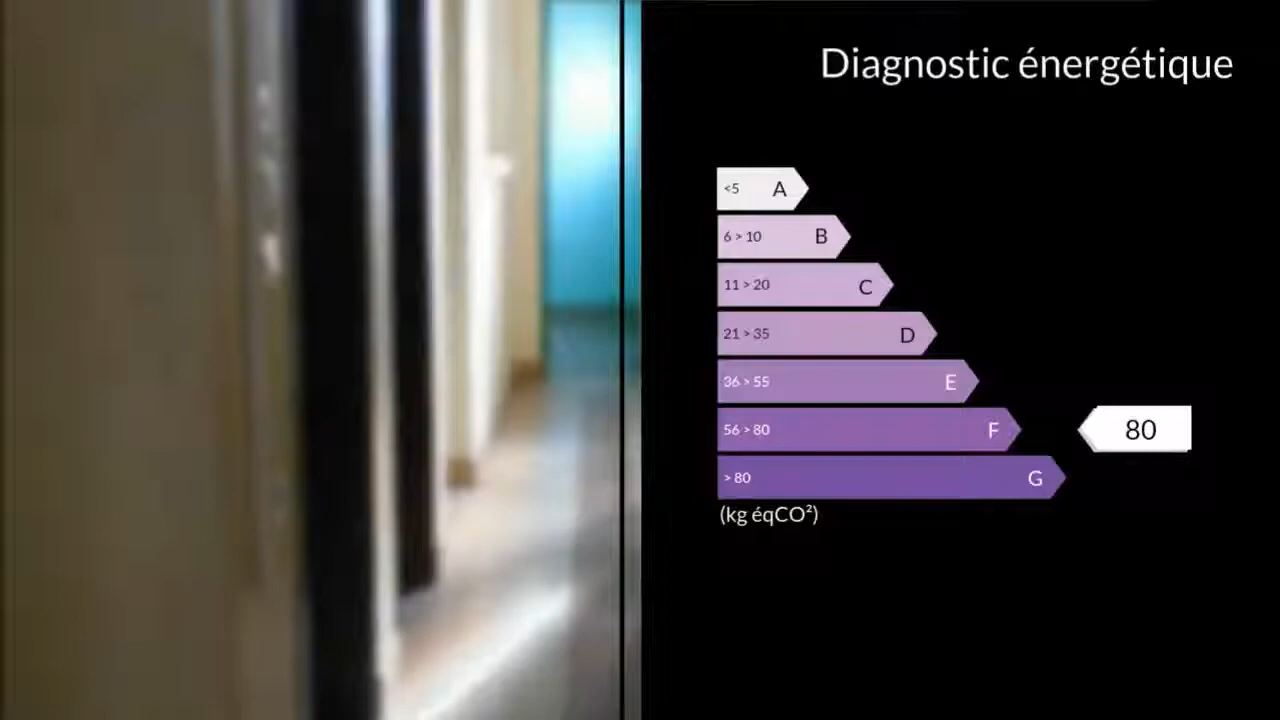 Diagnostic énergétique
<5 A
6 > 10 B
11 > 20 C
21 > 35 D
36 > 55 E
56 > 80 F 80
> 80 G
(kg éqCO²)